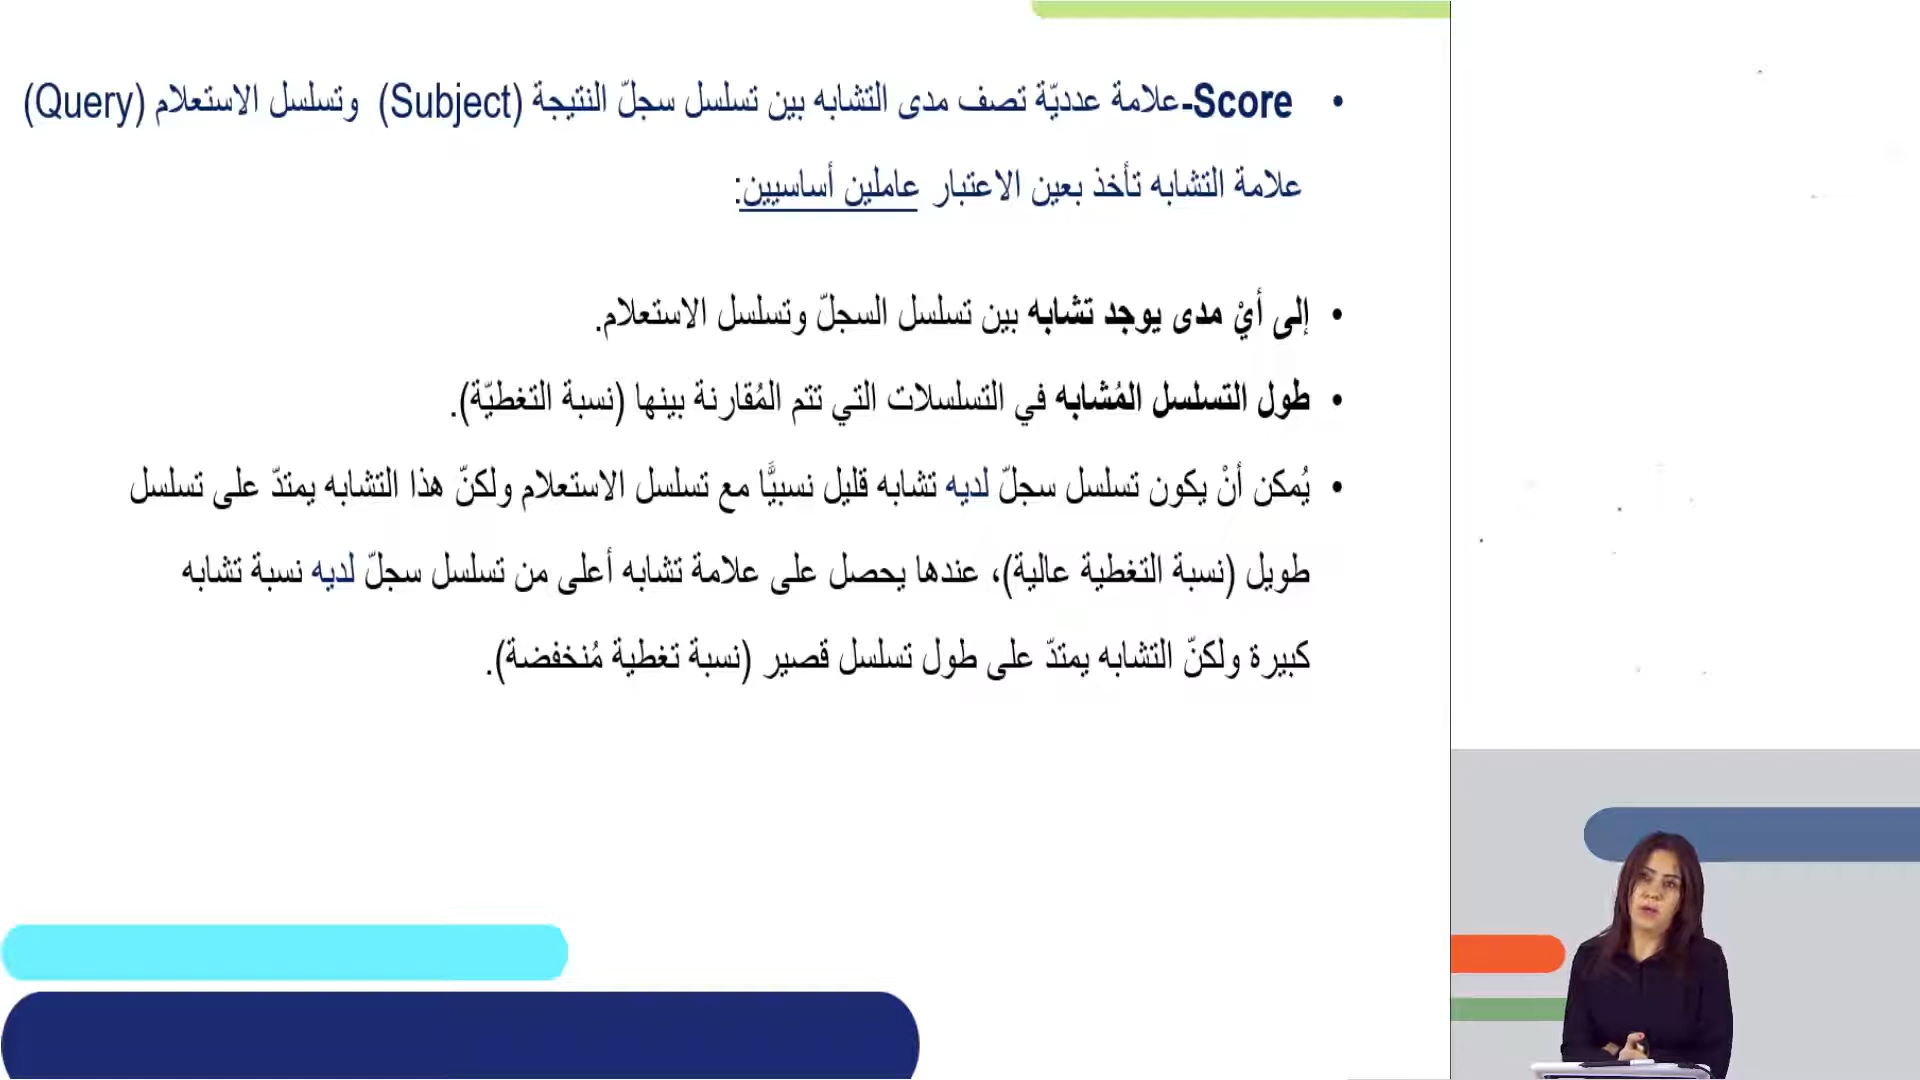 • Score-علامة عدديّة تصف مدى التشابه بين تسلسل سجلّ النتيجة (Subject) وتسلسل الاستعلام (Query)
علامة التشابه تأخذ بعين الاعتبار عاملين أساسيين:
• إلى أيْ مدى يوجد تشابه بين تسلسل السجلّ وتسلسل الاستعلام.
• طول التسلسل المُشابه في التسلسلات التي تتم المُقارنة بينها (نسبة التغطيّة).
• يُمكن أنْ يكون تسلسل سجلّ لديه تشابه قليل نسبيًّا مع تسلسل الاستعلام ولكنّ هذا التشابه يمتدّ على تسلسل
طويل (نسبة التغطية عالية)، عندها يحصل على علامة تشابه أعلى من تسلسل سجلّ لديه نسبة تشابه
كبيرة ولكنّ التشابه يمتدّ على طول تسلسل قصير (نسبة تغطية مُنخفضة).